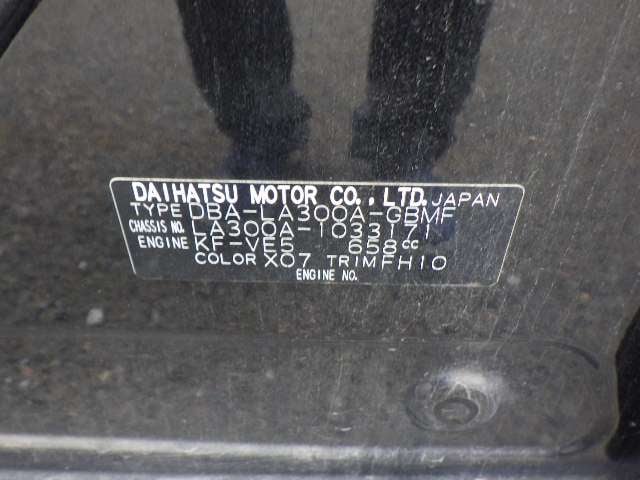 DAIHATSU MOTOR CO., LTD. JAPAN
TYPE DBA-LA300A-GBMF
CHASSIS NO. LA300A-1033171
ENGINE KF-VE5 658cc
COLOR X07 TRIM FH10
ENGINE NO.